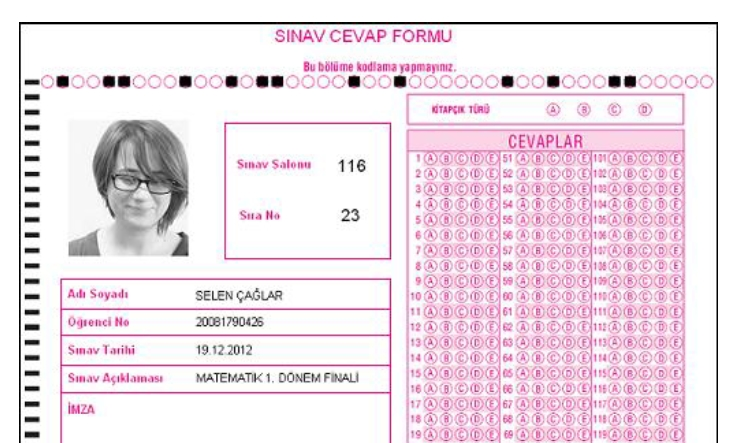 SINAV CEVAP FORMU
Bu bölüme kodlama yapmayınız.
KİTAPÇIK TÜRÜ A B C D
Sınav Salonu 116
Sıra No 23
Adı Soyadı SELEN ÇAĞLAR
Öğrenci No 20081790426
Sınav Tarihi 19.12.2012
Sınav Açıklaması MATEMATİK 1. DÖNEM FİNALİ
İMZA
CEVAPLAR
1 A B C D E 51 A B C D E 101 A B C D E
2 A B C D E 52 A B C D E 102 A B C D E
3 A B C D E 53 A B C D E 103 A B C D E
4 A B C D E 54 A B C D E 104 A B C D E
5 A B C D E 55 A B C D E 105 A B C D E
6 A B C D E 56 A B C D E 106 A B C D E
7 A B C D E 57 A B C D E 107 A B C D E
8 A B C D E 58 A B C D E 108 A B C D E
9 A B C D E 59 A B C D E 109 A B C D E
10 A B C D E 60 A B C D E 110 A B C D E
11 A B C D E 61 A B C D E 111 A B C D E
12 A B C D E 62 A B C D E 112 A B C D E
13 A B C D E 63 A B C D E 113 A B C D E
14 A B C D E 64 A B C D E 114 A B C D E
15 A B C D E 65 A B C D E 115 A B C D E
16 A B C D E 66 A B C D E 116 A B C D E
17 A B C D E 67 A B C D E 117 A B C D E
18 A B C D E 68 A B C D E 118 A B C D E
19 A B C D E 69 A B C D E 119 A B C D E